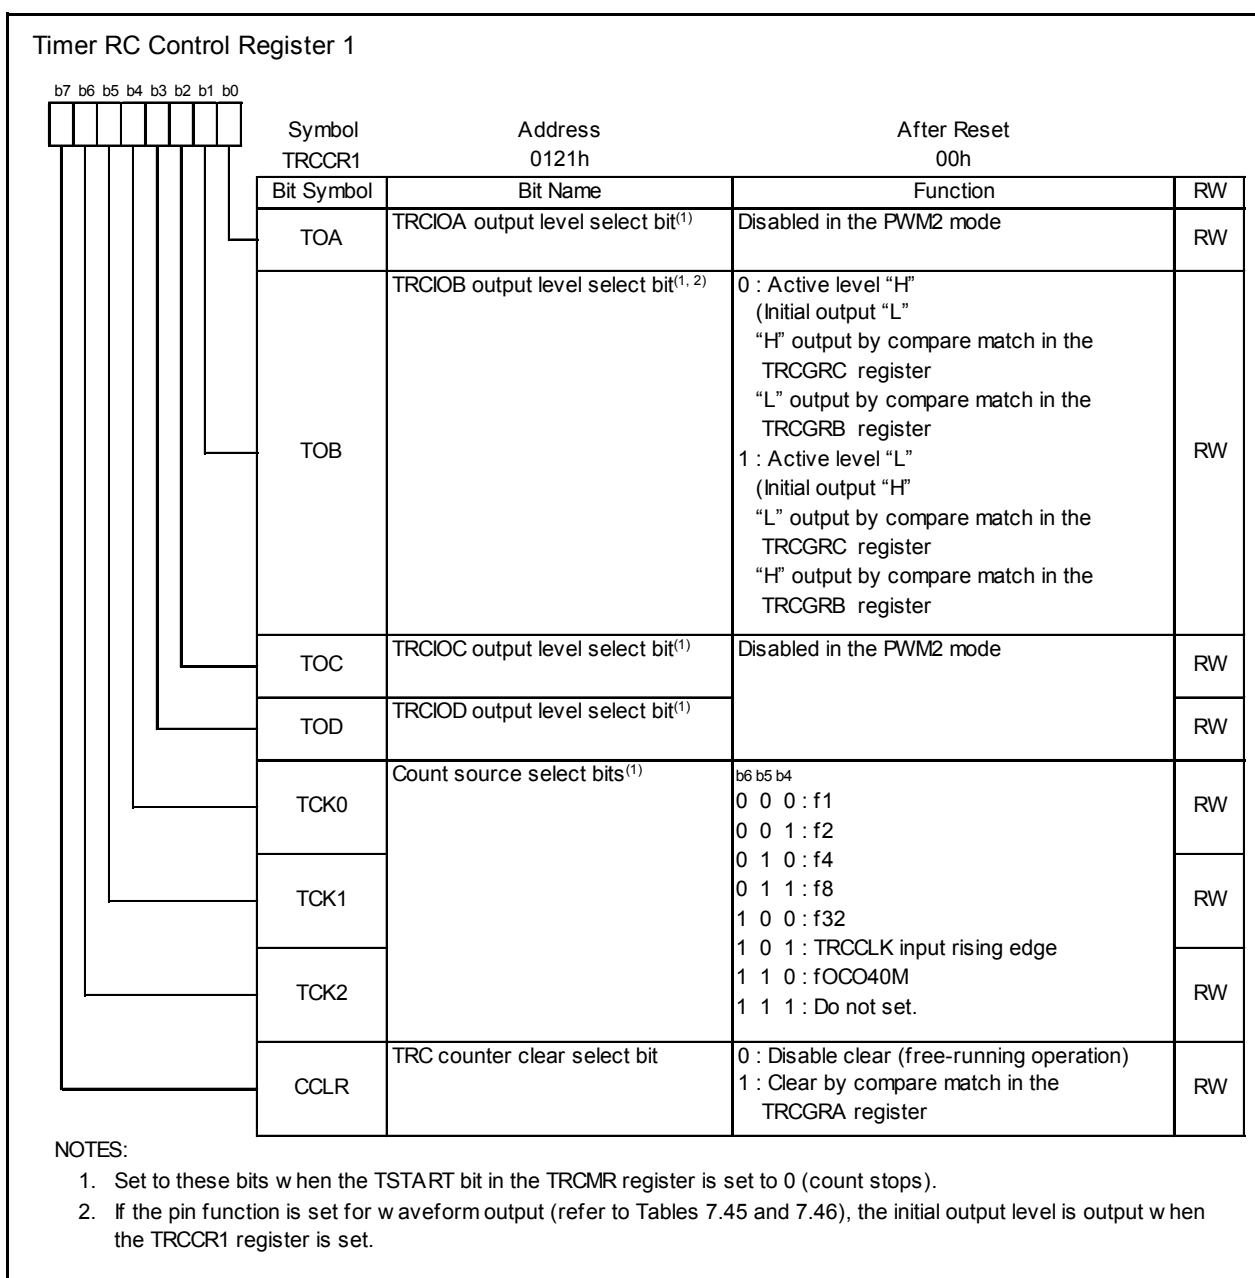 Timer RC Control Register 1
b7 b6 b5 b4 b3 b2 b1 b0
Symbol Address After Reset
TRCCR1 0121h 00h
Bit Symbol Bit Name Function RW
TOA TRCIOA output level select bit(1) Disabled in the PWM2 mode RW
TOB TRCIOB output level select bit(1, 2) 0 : Active level “H”
(Initial output “L”
“H” output by compare match in the
TRCGRC register
“L” output by compare match in the
TRCGRB register
1 : Active level “L”
(Initial output “H”
“L” output by compare match in the
TRCGRC register
“H” output by compare match in the
TRCGRB register
RW
TOC TRCIOC output level select bit(1) Disabled in the PWM2 mode RW
TOD TRCIOD output level select bit(1) RW
TCK0 Count source select bits(1) b6 b5 b4
0 0 0 : f1
0 0 1 : f2
0 1 0 : f4
0 1 1 : f8
1 0 0 : f32
1 0 1 : TRCCLK input rising edge
1 1 0 : fOCO40M
1 1 1 : Do not set.
RW
TCK1 RW
TCK2 RW
CCLR TRC counter clear select bit 0 : Disable clear (free-running operation)
1 : Clear by compare match in the
TRCGRA register
RW
NOTES:
1. Set to these bits when the TSTART bit in the TRCMR register is set to 0 (count stops).
2. If the pin function is set for waveform output (refer to Tables 7.45 and 7.46), the initial output level is output when
the TRCCR1 register is set.